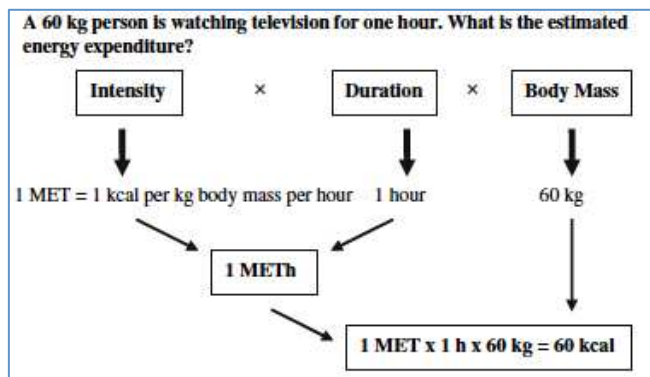 A 60 kg person is watching television for one hour. What is the estimated
energy expenditure?
Intensity × Duration × Body Mass
1 MET = 1 kcal per kg body mass per hour 1 hour 60 kg
1 METh
1 MET x 1 h x 60 kg = 60 kcal